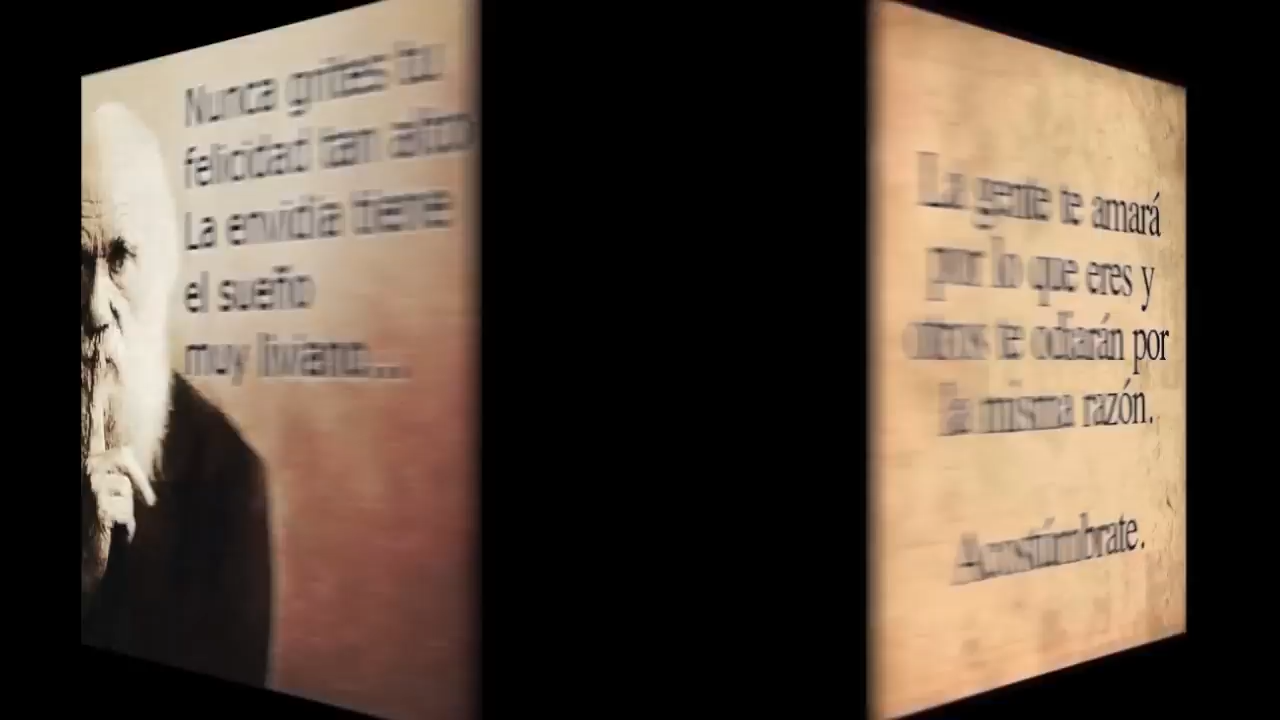 Nunca grites tu
felicidad tan alto
La envidia tiene
el sueño
muy liviano...
La gente te amará
por lo que eres y
otros te odiarán por
la misma razón.
Acostúmbrate.